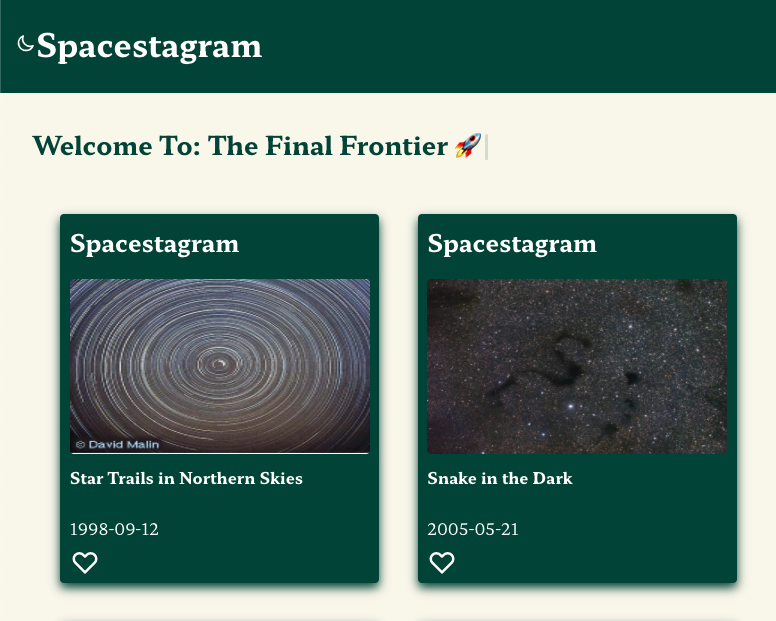 Spacestagram
Welcome To: The Final Frontier 🚀
Spacestagram
© David Malin
Star Trails in Northern Skies
1998-09-12
Spacestagram
Snake in the Dark
2005-05-21